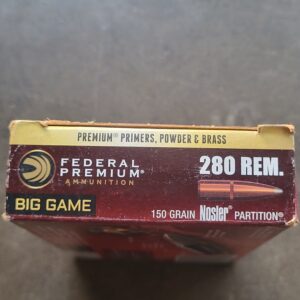 PREMIUM® PRIMERS, POWDER & BRASS
FEDERAL PREMIUM®
AMMUNITION
280 REM.
BIG GAME
150 GRAIN Nosler® PARTITION®